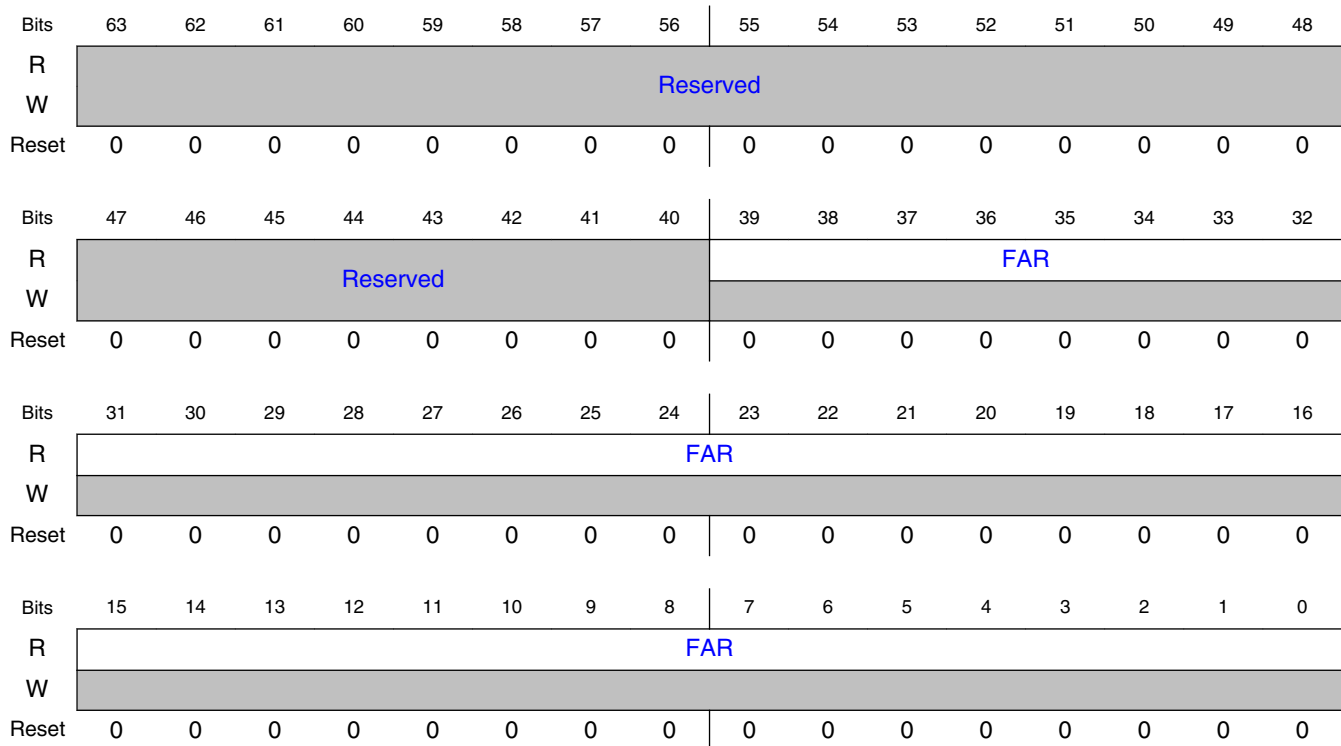 Bits 63 62 61 60 59 58 57 56 55 54 53 52 51 50 49 48
R
Reserved
W
Reset 0 0 0 0 0 0 0 0 0 0 0 0 0 0 0 0
Bits 47 46 45 44 43 42 41 40 39 38 37 36 35 34 33 32
R FAR
Reserved
W
Reset 0 0 0 0 0 0 0 0 0 0 0 0 0 0 0 0
Bits 31 30 29 28 27 26 25 24 23 22 21 20 19 18 17 16
R FAR
W
Reset 0 0 0 0 0 0 0 0 0 0 0 0 0 0 0 0
Bits 15 14 13 12 11 10 9 8 7 6 5 4 3 2 1 0
R FAR
W
Reset 0 0 0 0 0 0 0 0 0 0 0 0 0 0 0 0